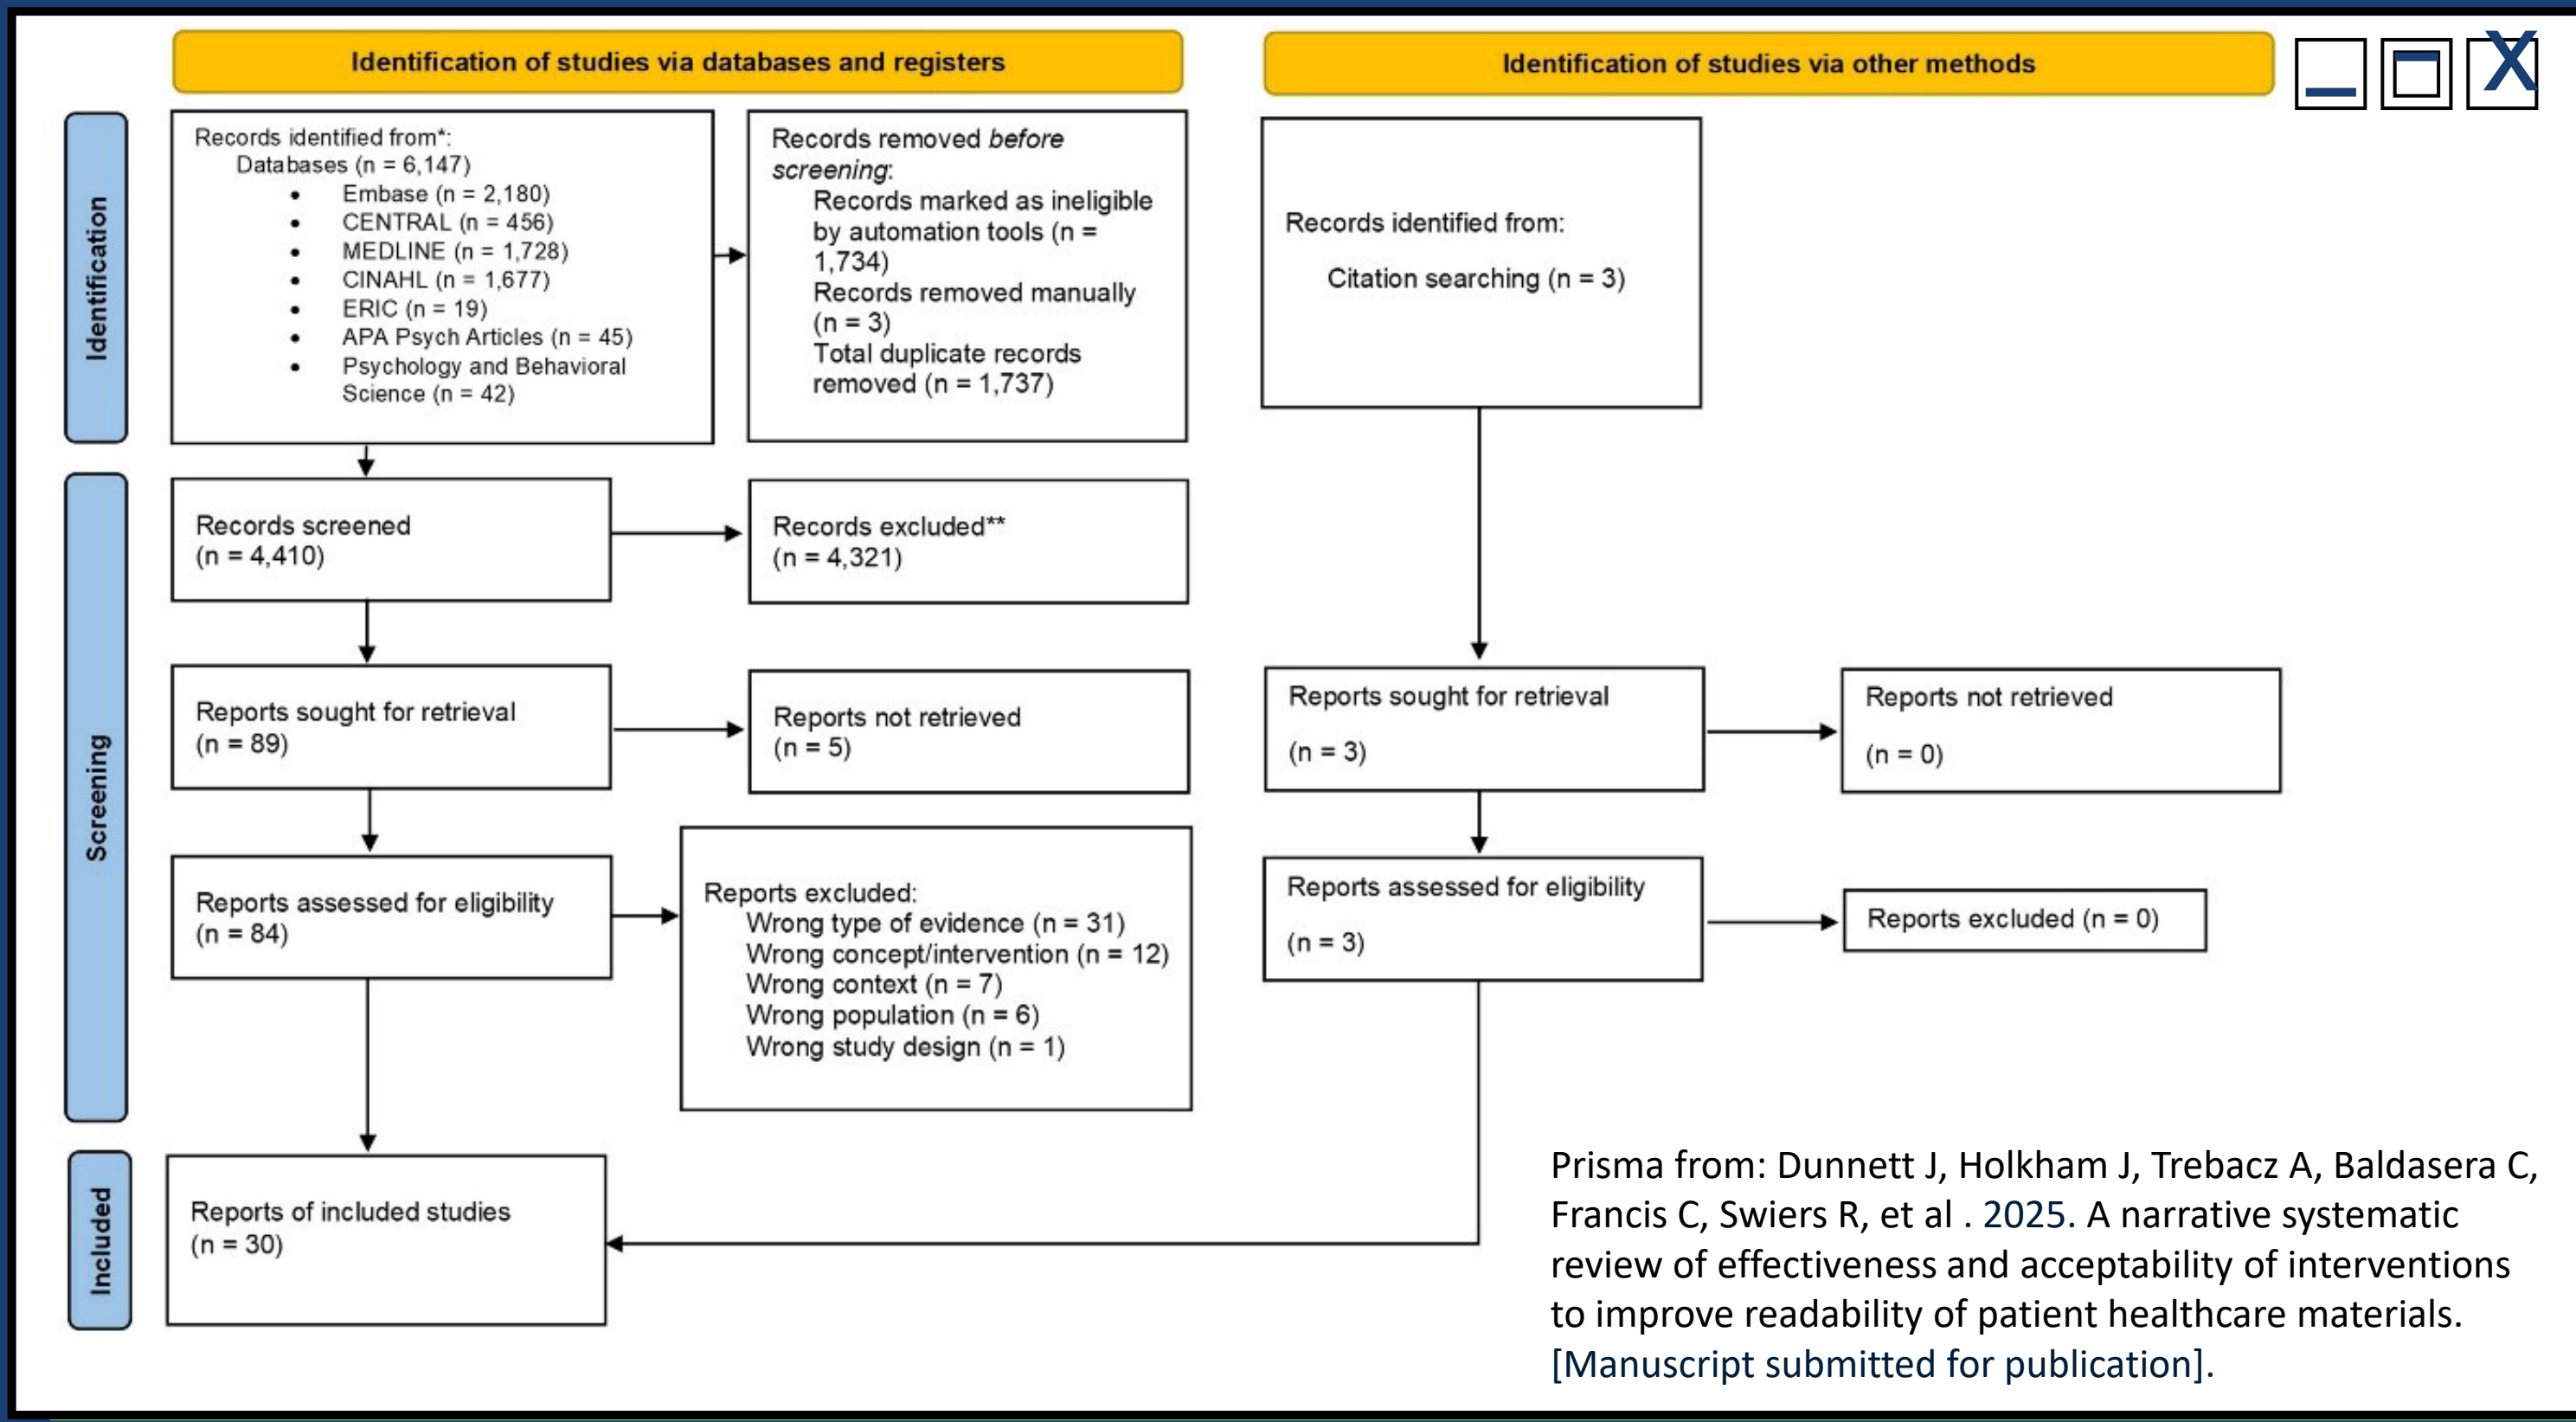 Identification of studies via databases and registers
Identification of studies via other methods
X
Identification
Records identified from*:
Databases (n = 6,147)
• Embase (n = 2,180)
• CENTRAL (n = 456)
• MEDLINE (n = 1,728)
• CINAHL (n = 1,677)
• ERIC (n = 19)
• APA Psych Articles (n = 45)
• Psychology and Behavioral
Science (n = 42)
Records removed before
screening:
Records marked as ineligible
by automation tools (n =
1,734)
Records removed manually
(n = 3)
Total duplicate records
removed (n = 1,737)
Records identified from:
Citation searching (n = 3)
Screening
Records screened
(n = 4,410)
Records excluded**
(n = 4,321)
Reports sought for retrieval
(n = 89)
Reports not retrieved
(n = 5)
Reports sought for retrieval
(n = 3)
Reports not retrieved
(n = 0)
Reports assessed for eligibility
(n = 84)
Reports excluded:
Wrong type of evidence (n = 31)
Wrong concept/intervention (n = 12)
Wrong context (n = 7)
Wrong population (n = 6)
Wrong study design (n = 1)
Reports assessed for eligibility
(n = 3)
Reports excluded (n = 0)
Included
Reports of included studies
(n = 30)
Prisma from: Dunnett J, Holkham J, Trebacz A, Baldasera C,
Francis C, Swiers R, et al . 2025. A narrative systematic
review of effectiveness and acceptability of interventions
to improve readability of patient healthcare materials.
[Manuscript submitted for publication].